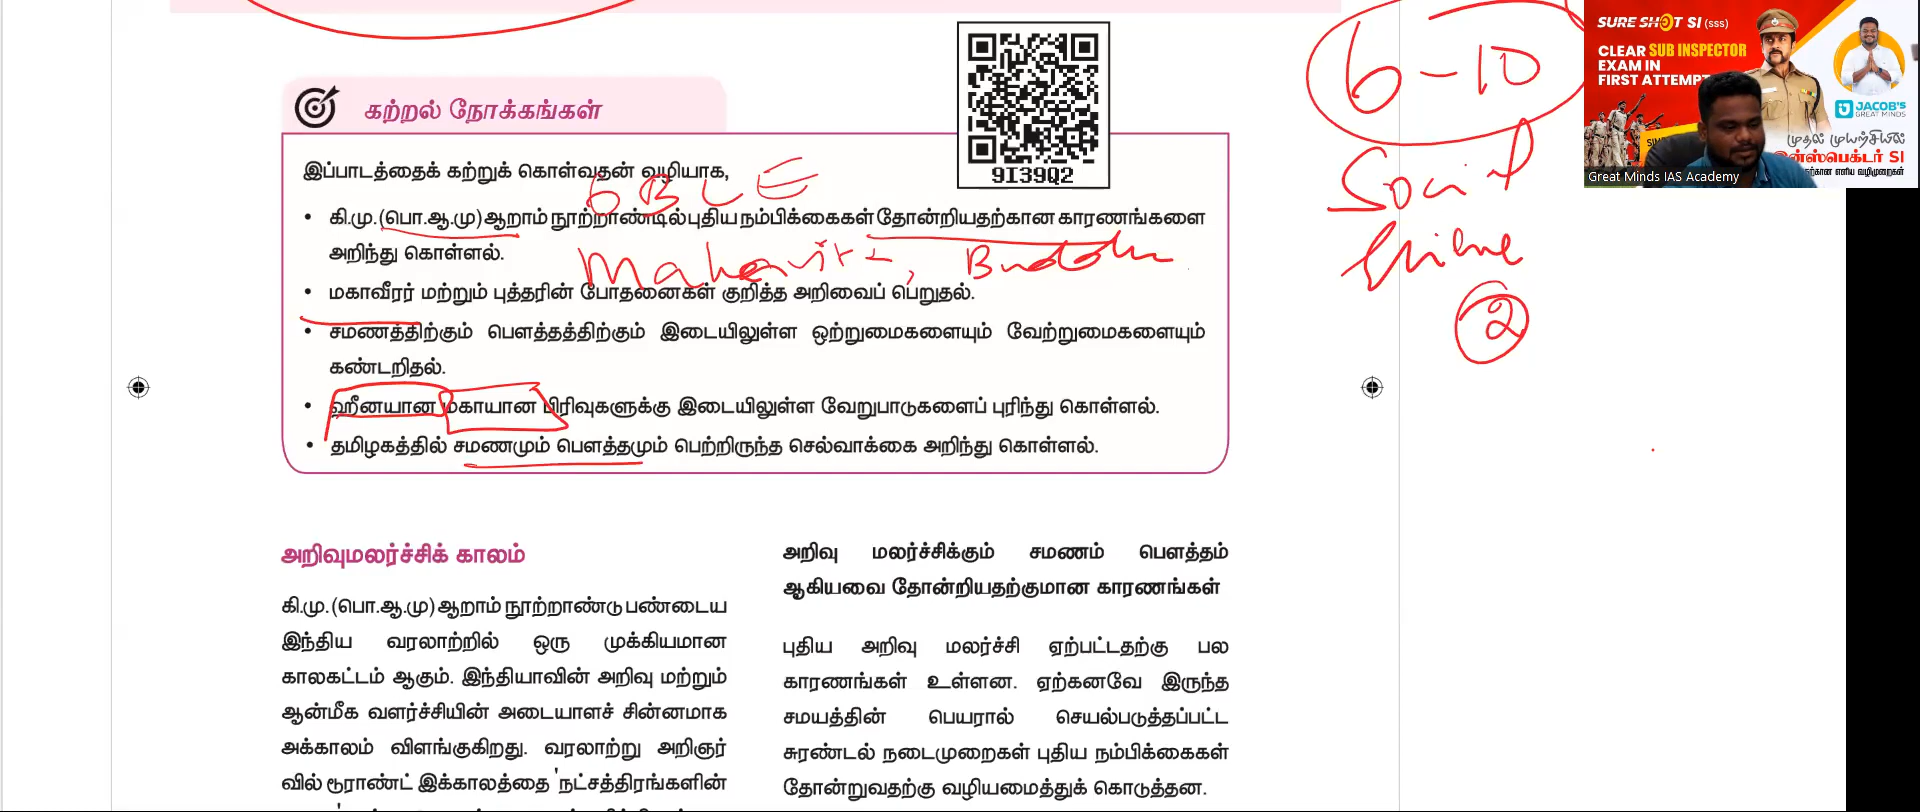 கற்றல் நோக்கங்கள்
9I39Q2
இப்பாடத்தைக் கற்றுக் கொள்வதன் வழியாக,
6 BCE
• கி.மு.(பொ.ஆ.மு)ஆறாம் நூற்றாண்டில் புதிய நம்பிக்கைகள் தோன்றியதற்கான காரணங்களை
அறிந்து கொள்ளல்.
• மகாவீரர் மற்றும் புத்தரின் போதனைகள் குறித்த அறிவைப் பெறுதல்.
• சமணத்திற்கும் பௌத்தத்திற்கும் இடையிலுள்ள ஒற்றுமைகளையும் வேற்றுமைகளையும்
கண்டறிதல்.
• ஹீனயான மகாயான பிரிவுகளுக்கு இடையிலுள்ள வேறுபாடுகளைப் புரிந்து கொள்ளல்.
• தமிழகத்தில் சமணமும் பௌத்தமும் பெற்றிருந்த செல்வாக்கை அறிந்து கொள்ளல்.
6 - 10
2
அறிவுமலர்ச்சிக் காலம்
கி.மு.(பொ.ஆ.மு) ஆறாம் நூற்றாண்டு பண்டைய
இந்திய வரலாற்றில் ஒரு முக்கியமான
காலகட்டம் ஆகும். இந்தியாவின் அறிவு மற்றும்
ஆன்மீக வளர்ச்சியின் அடையாளச் சின்னமாக
அக்காலம் விளங்குகிறது. வரலாற்று அறிஞர்
வில் டூராண்ட் இக்காலத்தை 'நட்சத்திரங்களின்
அறிவு மலர்ச்சிக்கும் சமணம் பௌத்தம்
ஆகியவை தோன்றியதற்குமான காரணங்கள்
புதிய அறிவு மலர்ச்சி ஏற்பட்டதற்கு பல
காரணங்கள் உள்ளன. ஏற்கனவே இருந்த
சமயத்தின் பெயரால் செயல்படுத்தப்பட்ட
சுரண்டல் நடைமுறைகள் புதிய நம்பிக்கைகள்
தோன்றுவதற்கு வழியமைத்துக் கொடுத்தன.
SURE SHOT SI (SSS)
CLEAR SUB INSPECTOR
EXAM IN
FIRST ATTEMPT
JACOB'S
GREAT MINDS
முதல் முயற்சியில்
Great Minds IAS Academy